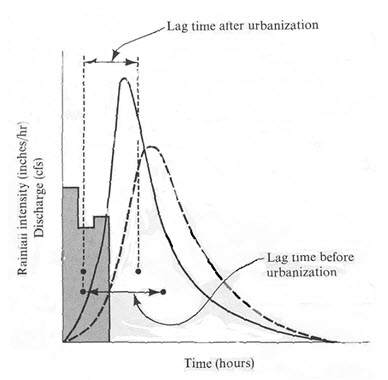 Lag time after urbanization
Rainfall intensity (inches/hr)
Discharge (cfs)
Lag time before
urbanization
Time (hours)